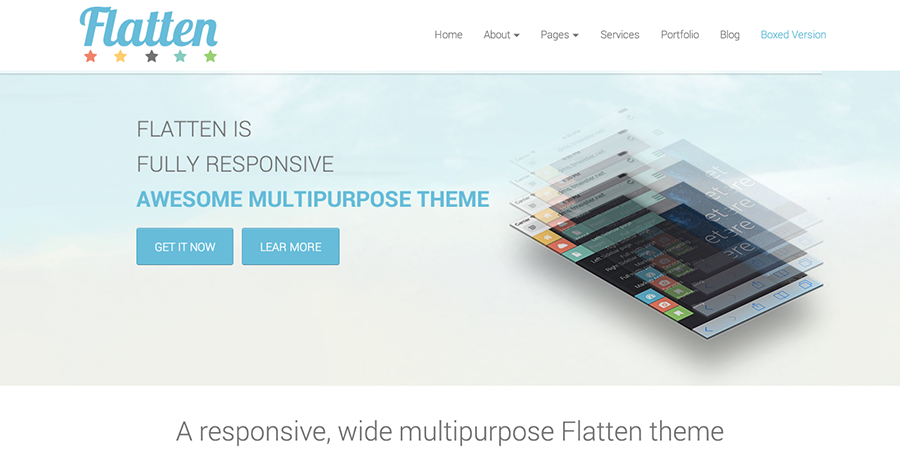 Flatten
Home About Pages Services Portfolio Blog Boxed Version
FLATTEN IS
FULLY RESPONSIVE
AWESOME MULTIPURPOSE THEME
GET IT NOW LEAR MORE
A responsive, wide multipurpose Flatten theme